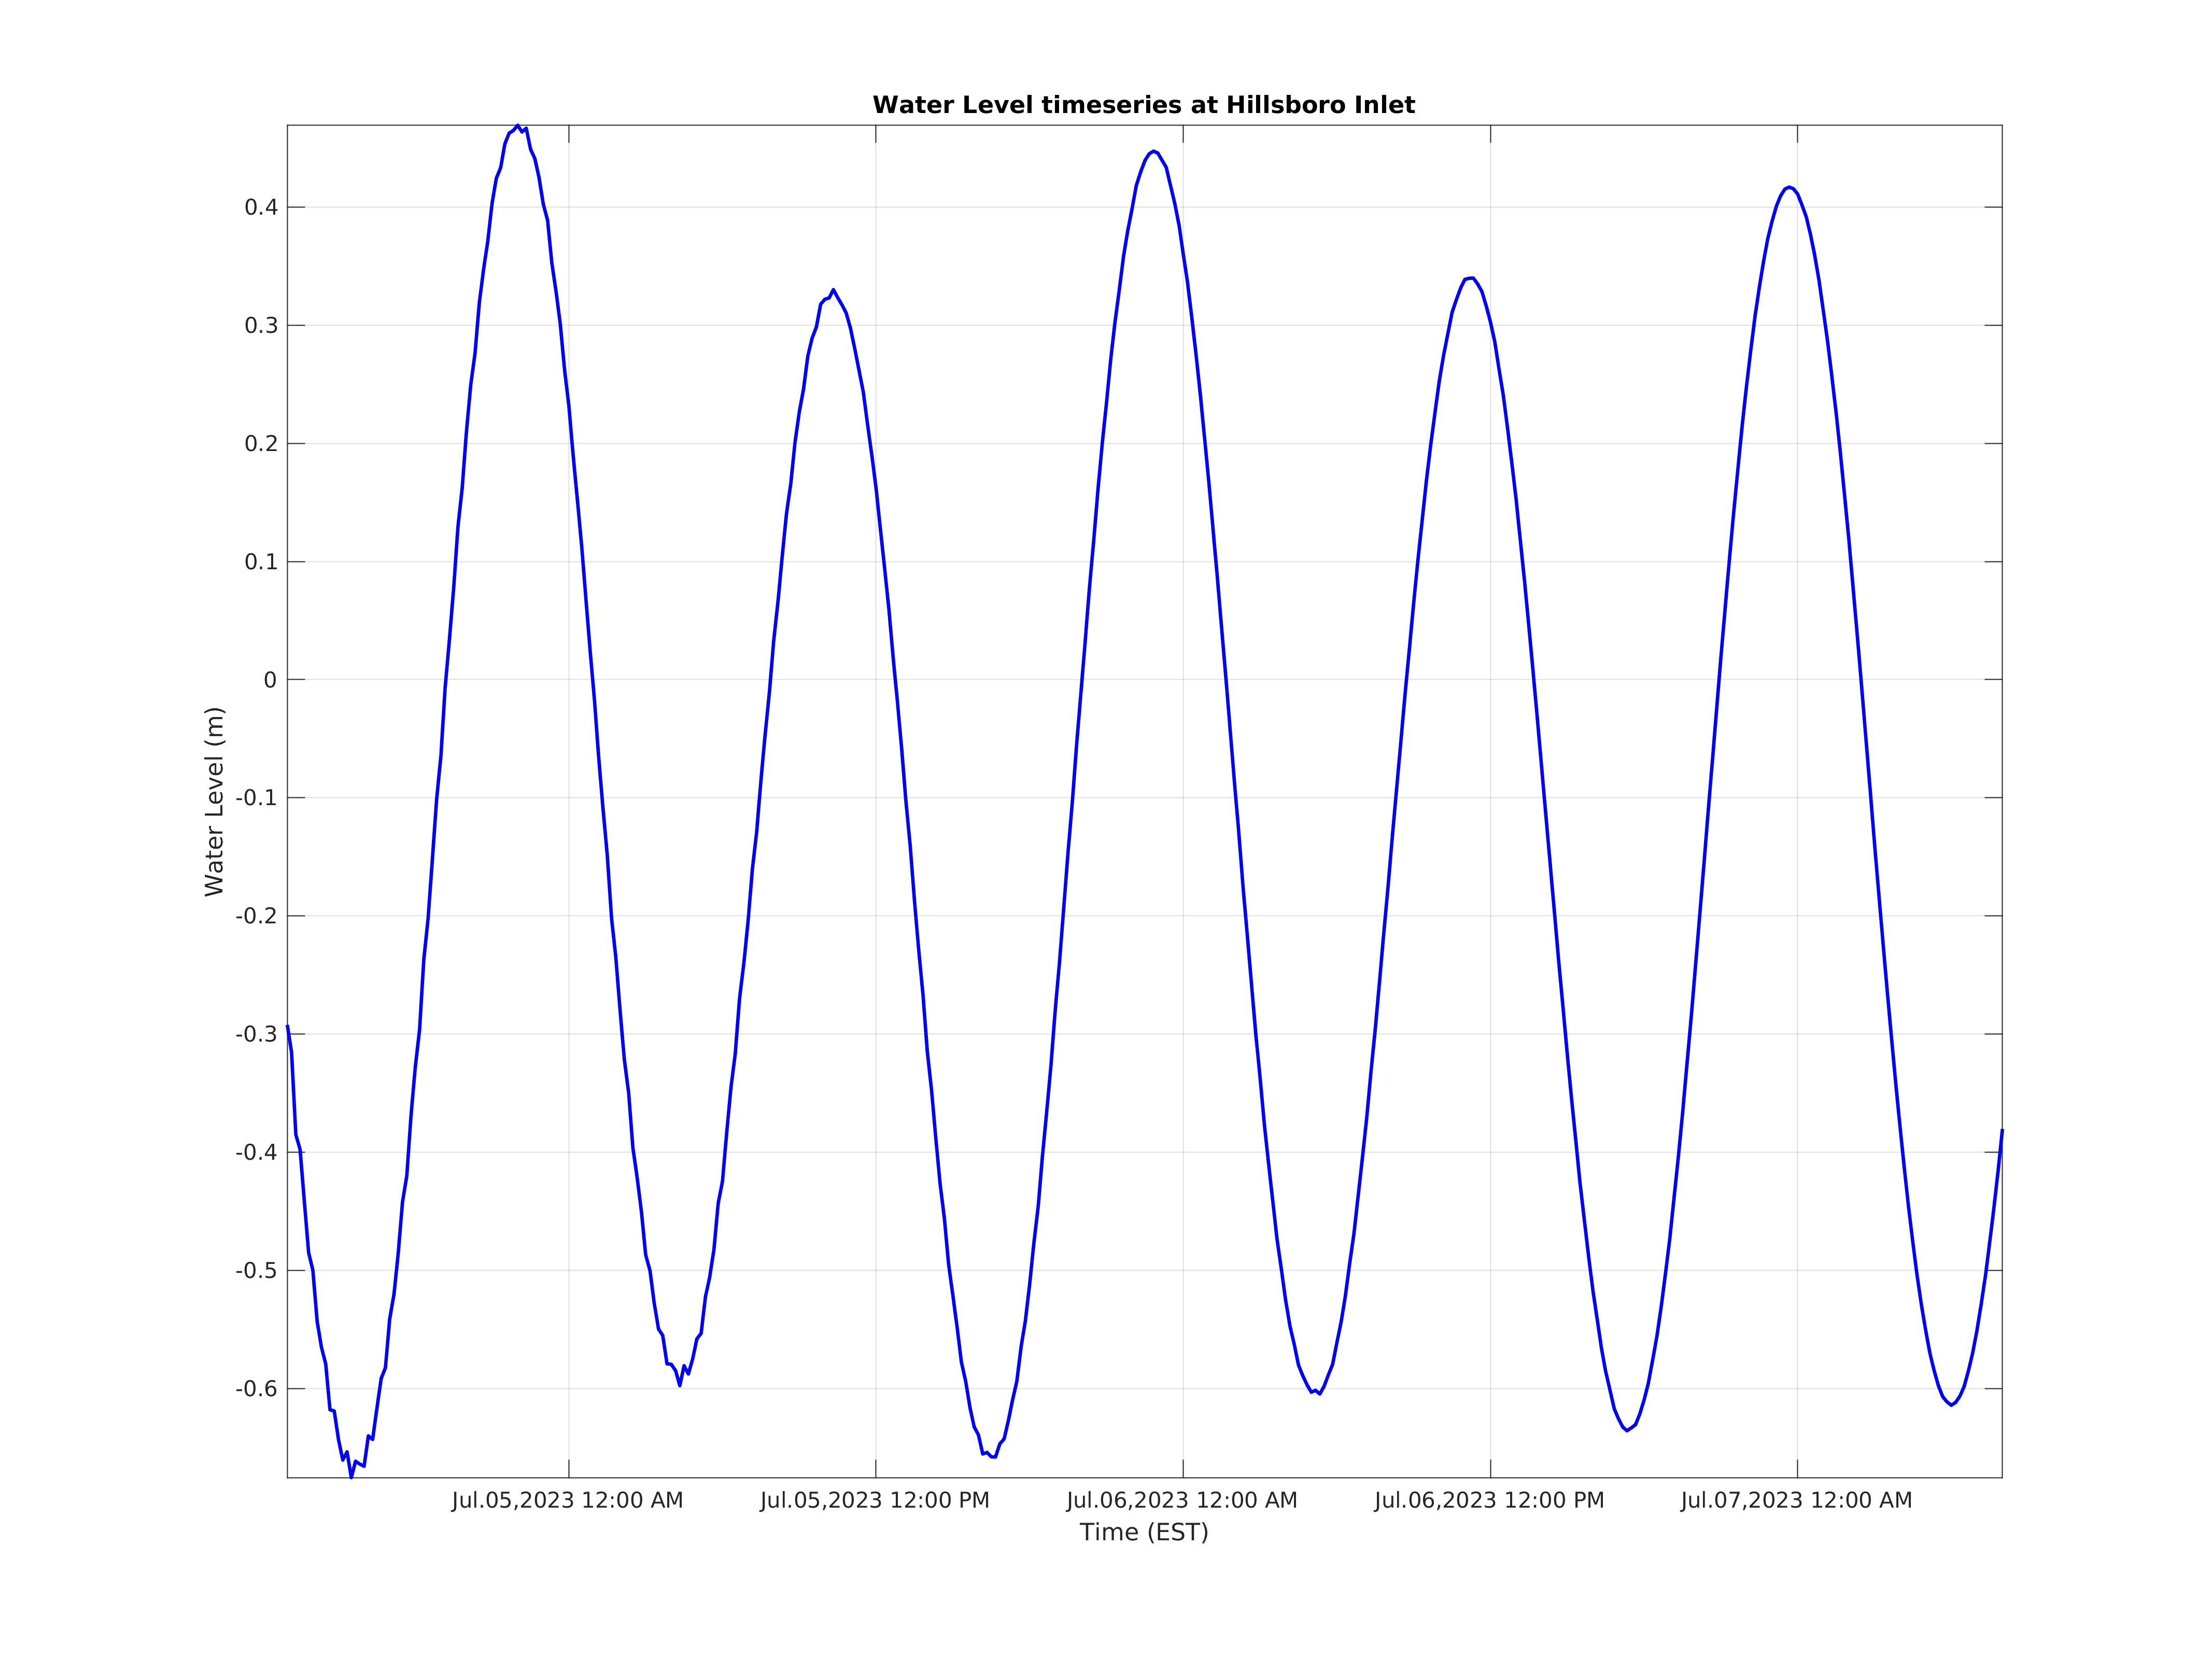 Water Level timeseries at Hillsboro Inlet
0.4
0.3
0.2
0.1
0
-0.1
-0.2
-0.3
-0.4
-0.5
-0.6
Water Level (m)
Jul.05,2023 12:00 AM
Jul.05,2023 12:00 PM
Jul.06,2023 12:00 AM
Jul.06,2023 12:00 PM
Jul.07,2023 12:00 AM
Time (EST)